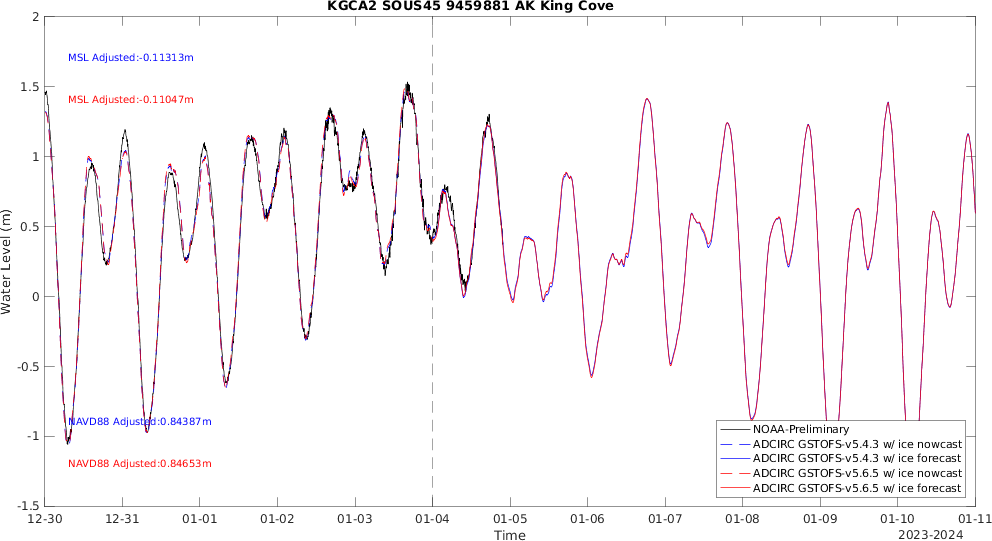 KGCA2 SOUS45 9459881 AK King Cove
2
1.5
1
0.5
0
-0.5
-1
-1.5
Water Level (m)
MSL Adjusted:-0.11313m
MSL Adjusted:-0.11047m
NAVD88 Adjusted:0.84387m
NAVD88 Adjusted:0.84653m
NOAA-Preliminary
ADCIRC GSTOFS-v5.4.3 w/ ice nowcast
ADCIRC GSTOFS-v5.4.3 w/ ice forecast
ADCIRC GSTOFS-v5.6.5 w/ ice nowcast
ADCIRC GSTOFS-v5.6.5 w/ ice forecast
12-30 12-31 01-01 01-02 01-03 01-04 01-05 01-06 01-07 01-08 01-09 01-10 01-11
Time
2023-2024